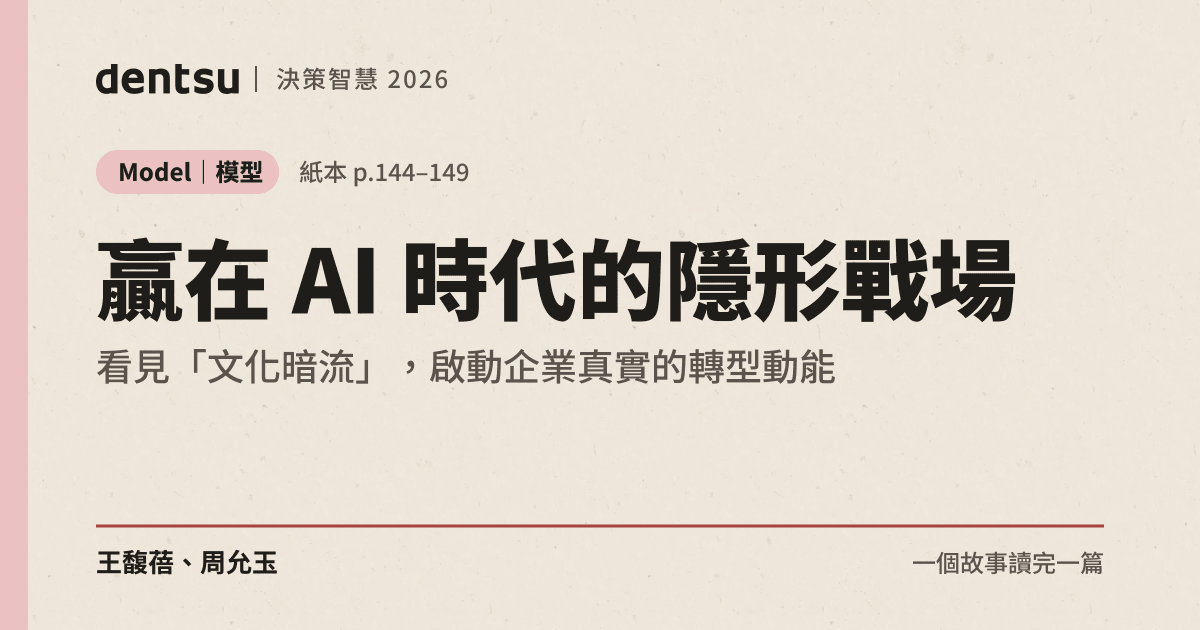 dentsu｜決策智慧 2026
Model｜模型 紙本 p.144–149
贏在 AI 時代的隱形戰場
看見「文化暗流」，啟動企業真實的轉型動能
王馥蓓、周允玉
一個故事讀完一篇